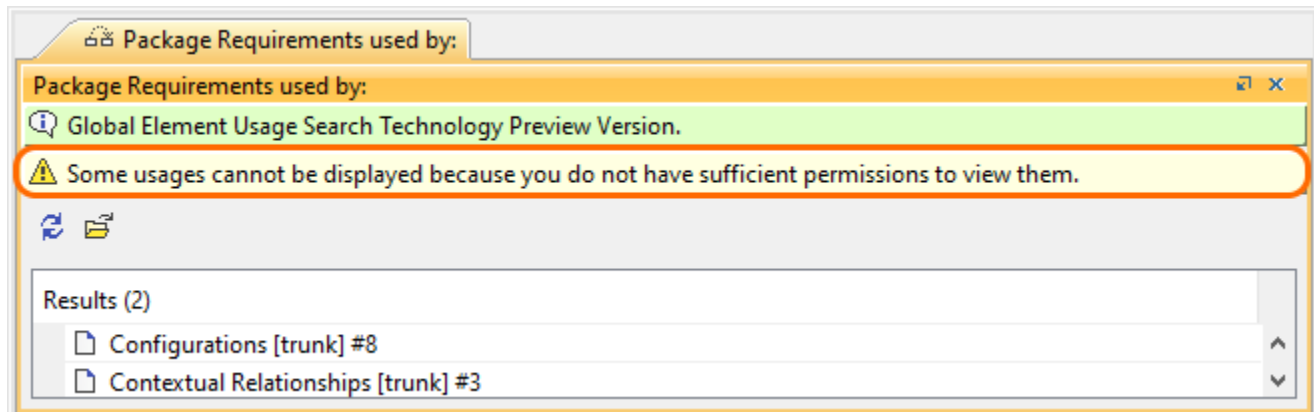 Package Requirements used by:
Package Requirements used by:
Global Element Usage Search Technology Preview Version.
Some usages cannot be displayed because you do not have sufficient permissions to view them.
Results (2)
Configurations [trunk] #8
Contextual Relationships [trunk] #3